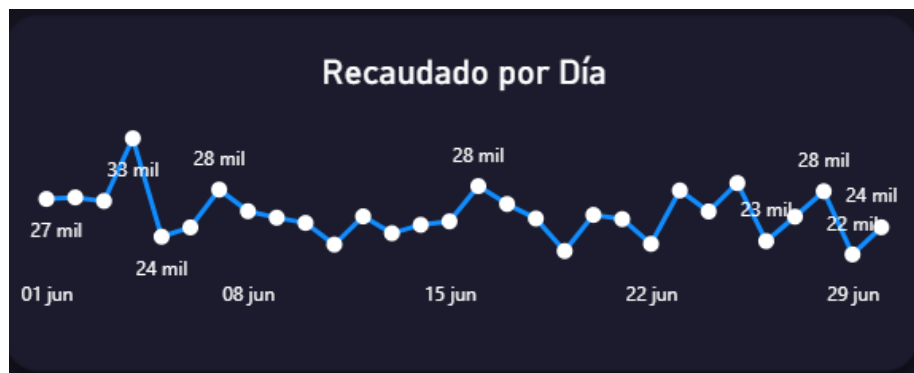 Recaudado por Día
33 mil
28 mil
28 mil
28 mil
24 mil
27 mil
23 mil
22 mil
24 mil
01 jun
08 jun
15 jun
22 jun
29 jun